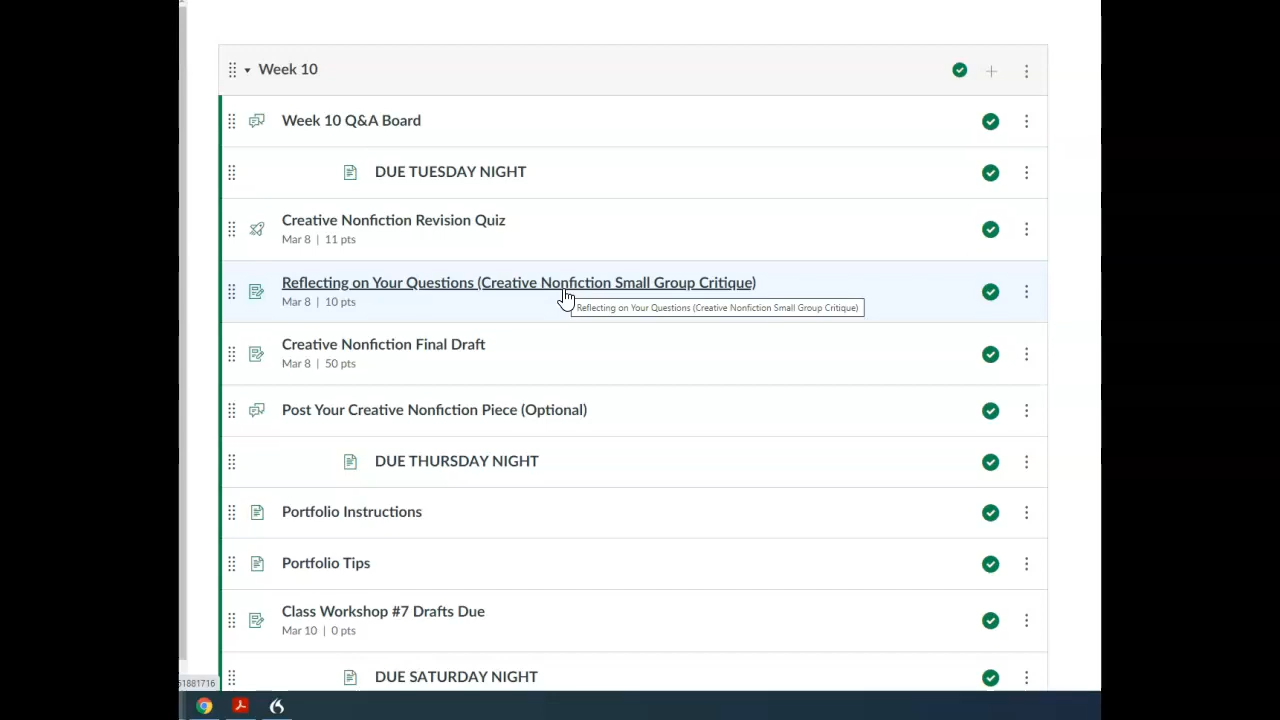 Week 10
Week 10 Q&A Board
DUE TUESDAY NIGHT
Creative Nonfiction Revision Quiz
Mar 8 | 11 pts
Reflecting on Your Questions (Creative Nonfiction Small Group Critique)
Mar 8 | 10 pts
Reflecting on Your Questions (Creative Nonfiction Small Group Critique)
Creative Nonfiction Final Draft
Mar 8 | 50 pts
Post Your Creative Nonfiction Piece (Optional)
DUE THURSDAY NIGHT
Portfolio Instructions
Portfolio Tips
Class Workshop #7 Drafts Due
Mar 10 | 0 pts
DUE SATURDAY NIGHT
51881716